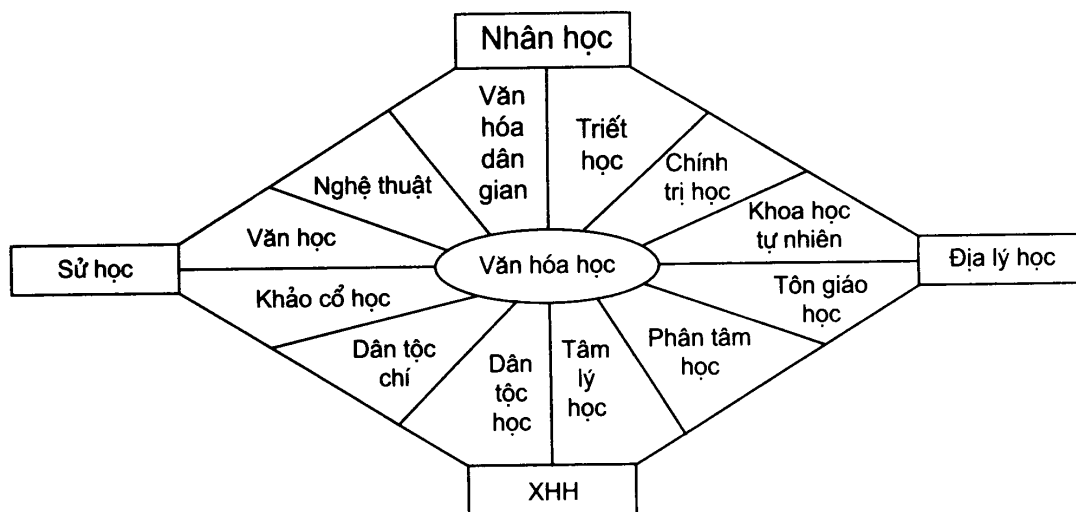 Nhân học
Văn
hóa
dân
gian
Triết
học
Chính
trị học
Nghệ thuật
Khoa học
tự nhiên
Văn học
Sử học
Văn hóa học
Địa lý học
Khảo cổ học
Tôn giáo
học
Dân tộc
chí
Dân
tộc
học
Tâm
lý
học
Phân tâm
học
XHH